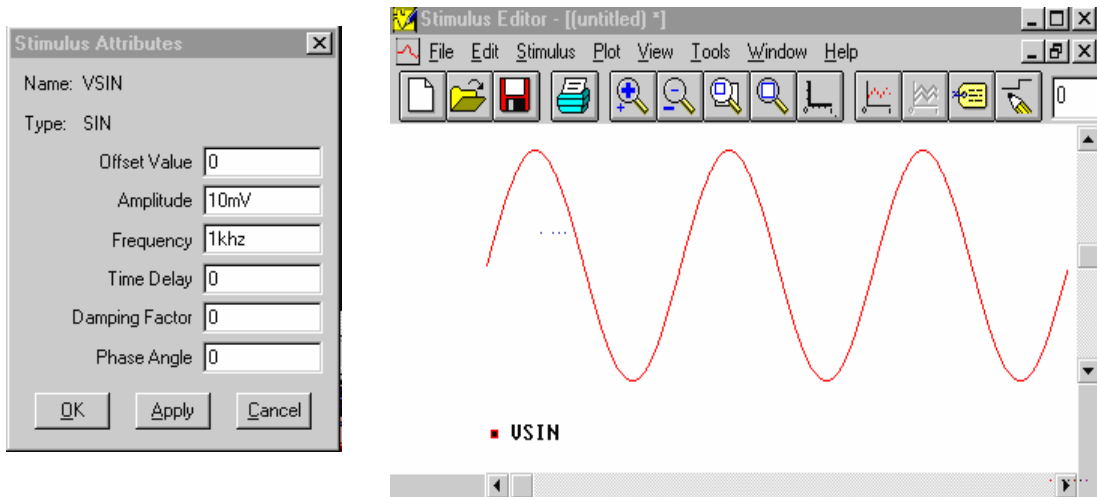 Stimulus Attributes
Name: VSIN
Type: SIN
Offset Value 0
Amplitude 10mV
Frequency 1khz
Time Delay 0
Damping Factor 0
Phase Angle 0
OK Apply Cancel
Stimulus Editor - [(untitled) *]
File Edit Stimulus Plot View Tools Window Help
0
VSIN